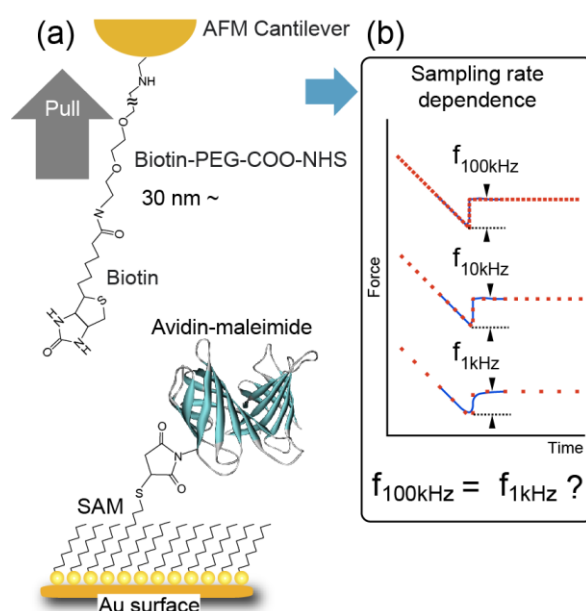 (a)
AFM Cantilever
NH
Pull
O
O
Biotin-PEG-COO-NHS
30 nm ~
N
O
Biotin
S
H
N
O
N
H
Avidin-maleimide
O
N
S
O
SAM
Au surface
(b)
Sampling rate
dependence
f100kHz
f10kHz
f1kHz
Force
Time
f100kHz = f1kHz ?